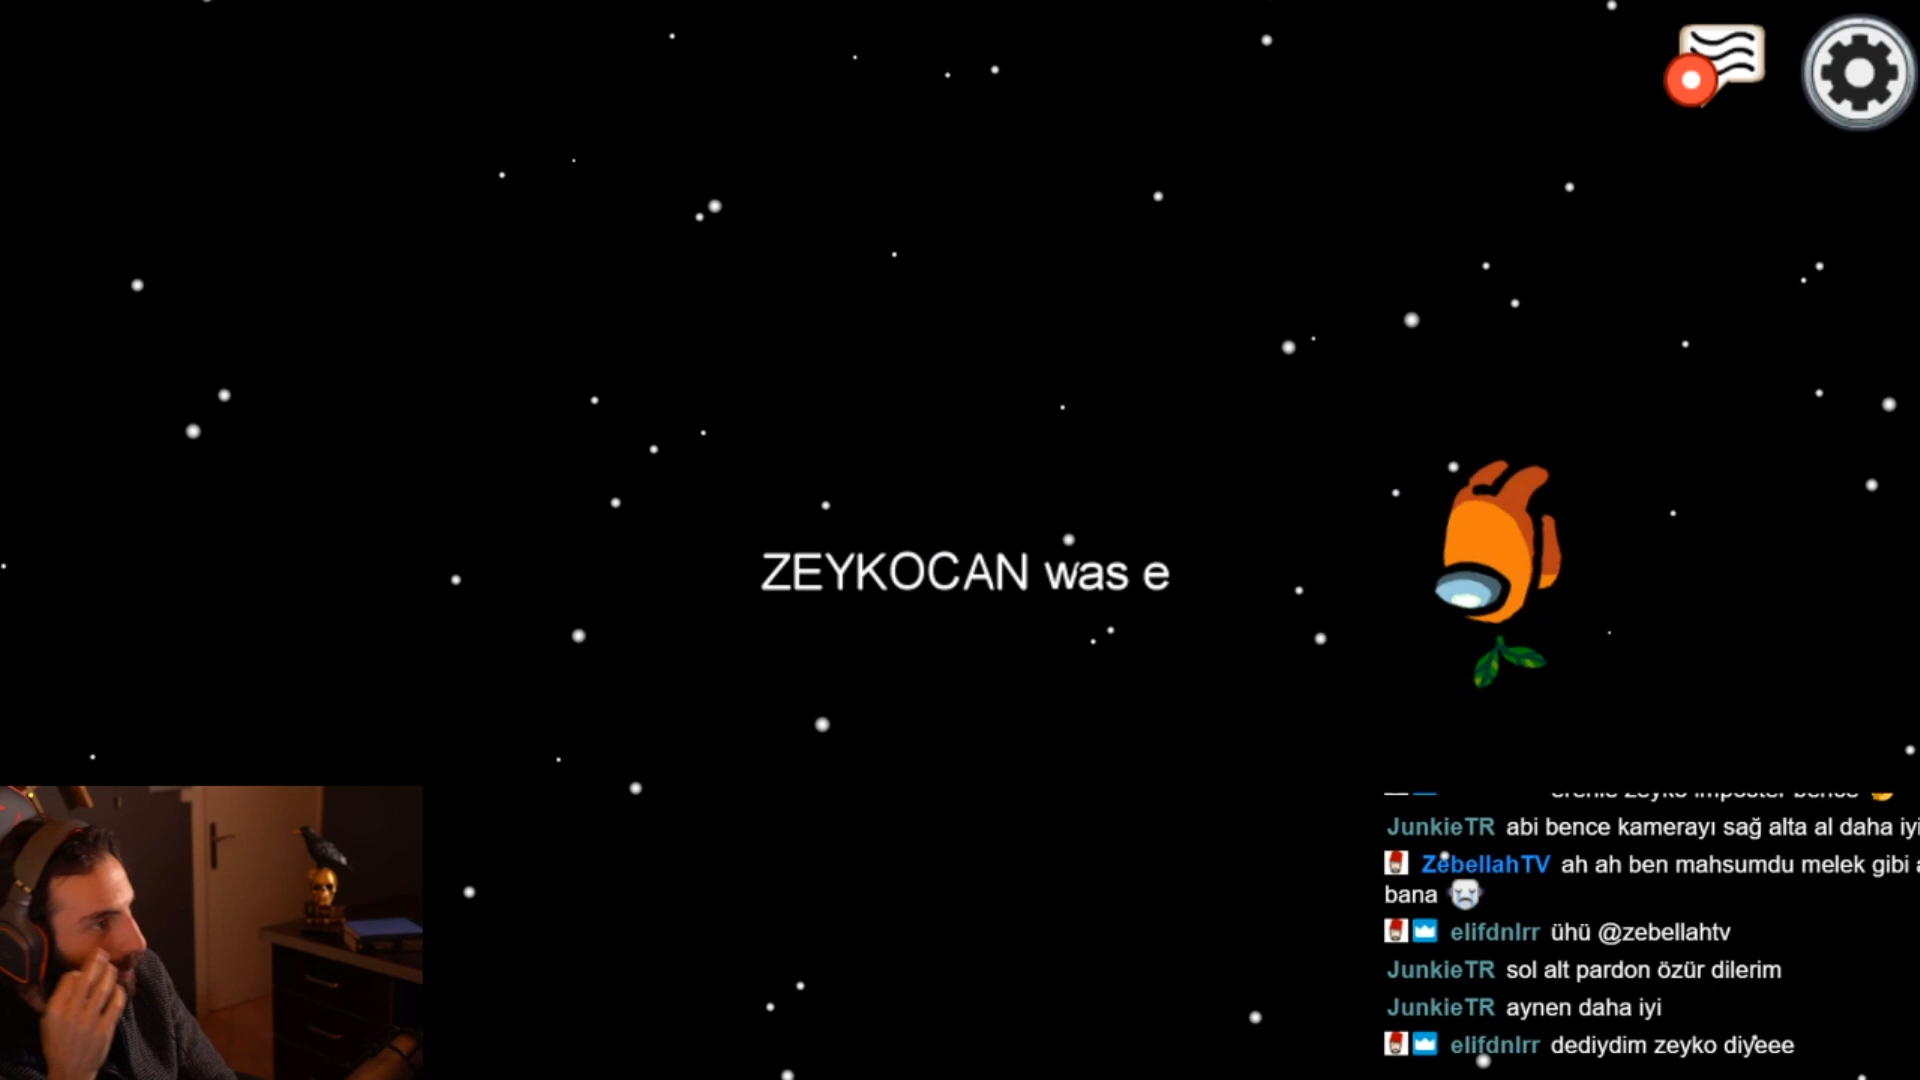 ZEYKOCAN was e
JunkieTR abi bence kamerayı sağ alta al daha iyi
ZebellahTV ah ah ben mahsumdu melek gibi a
bana
elifdnlrr ühü @zebellahtv
JunkieTR sol alt pardon özür dilerim
JunkieTR aynen daha iyi
elifdnlrr dediydim zeyko diyeee